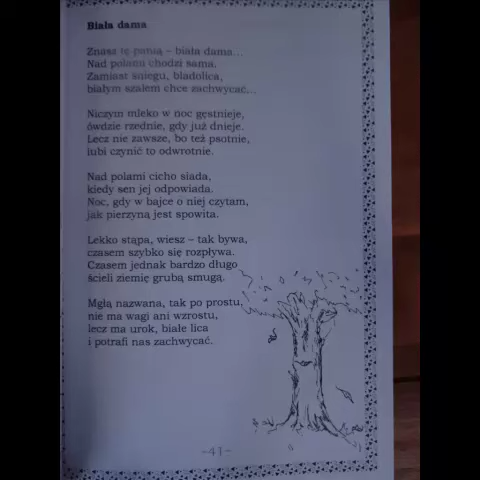 Biała dama
Znasz tę panią – biała dama...
Nad polami chodzi sama.
Zamiast śniegu, bladolica,
białym szalem chce zachwycać...
Niczym mleko w noc gęstnieje,
ówdzie rzednie, gdy już dnieje.
Lecz nie zawsze, bo też psotnie,
lubi czynić to odwrotnie.
Nad polami cicho siada,
kiedy sen jej odpowiada.
Noc, gdy w bajce o niej czytam,
jak pierzyną jest spowita.
Lekko stąpa, wiesz – tak bywa,
czasem szybko się rozpływa.
Czasem jednak bardzo długo
ścieli ziemię grubą smugą.
Mgłą nazwana, tak po prostu,
nie ma wagi ani wzrostu,
lecz ma urok, białe lica
i potrafi nas zachwycać.
-41-